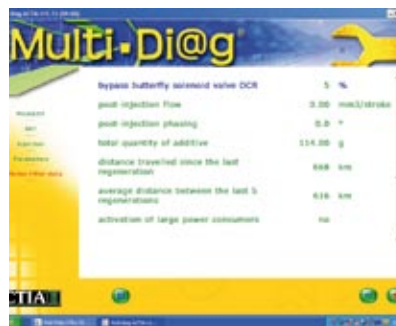 Multi-Di@g
bypass butterfly solenoid valve OCR 5 %
post injection flow 0.00 mm3/stroke
post injection phasing 0.0 °
total quantity of additive 114.00 g
distance travelled since the last
regeneration 668 km
average distance between the last 5
regenerations 616 km
activation of large power consumers no
Parameters